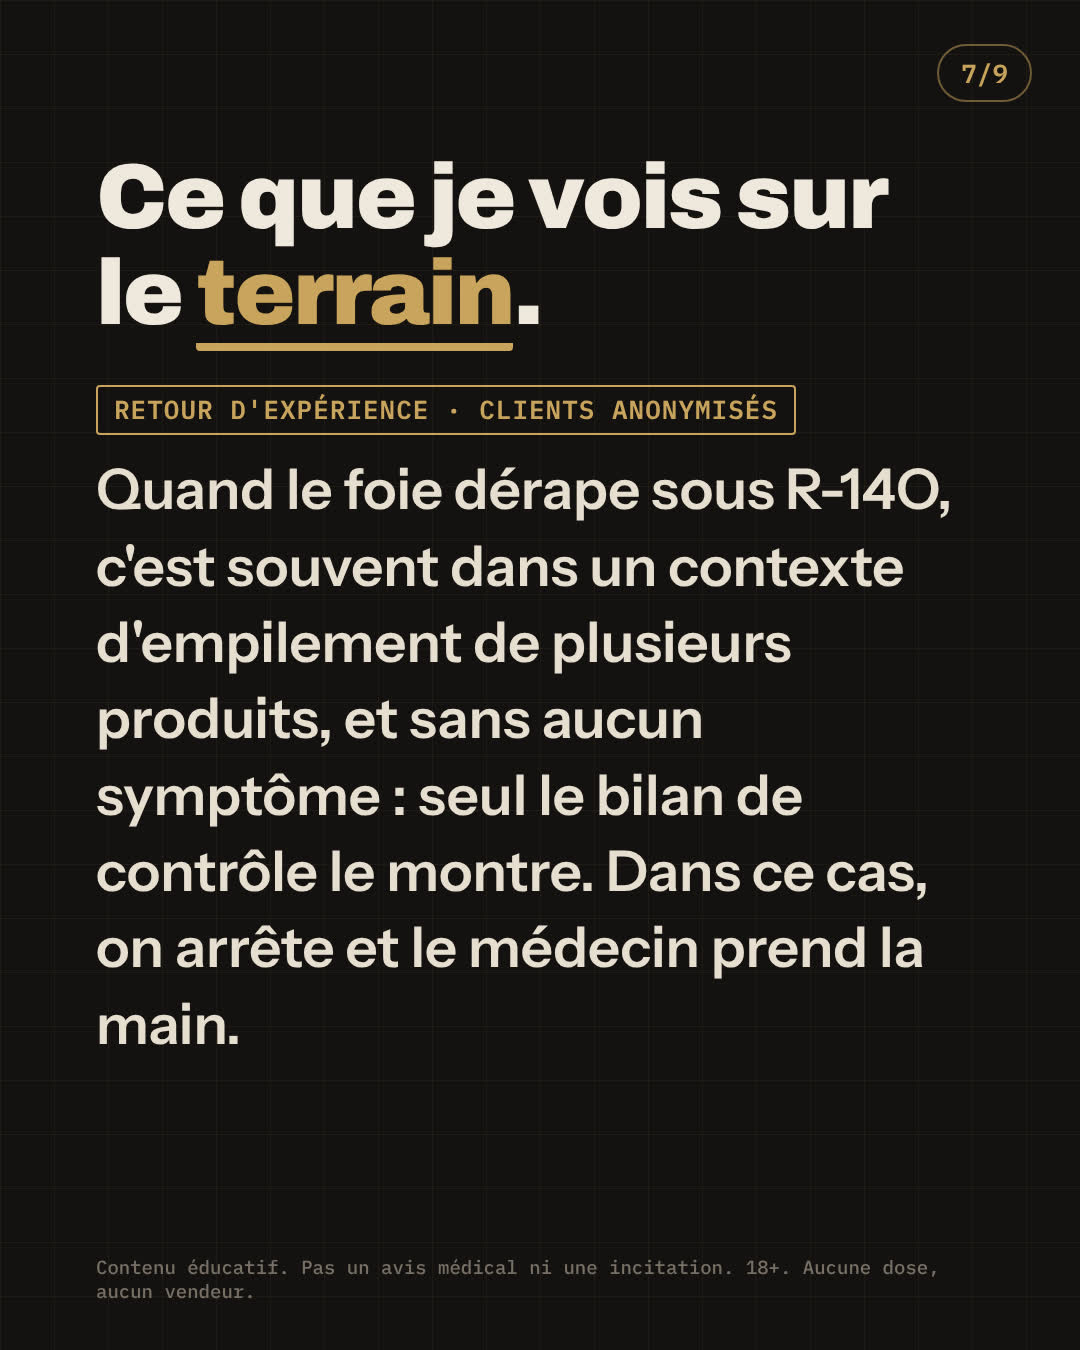 7/9
Ce que je vois sur
le terrain.
RETOUR D'EXPÉRIENCE · CLIENTS ANONYMISÉS
Quand le foie dérape sous R-140,
c'est souvent dans un contexte
d'empilement de plusieurs
produits, et sans aucun
symptôme : seul le bilan de
contrôle le montre. Dans ce cas,
on arrête et le médecin prend la
main.
Contenu éducatif. Pas un avis médical ni une incitation. 18+. Aucune dose,
aucun vendeur.